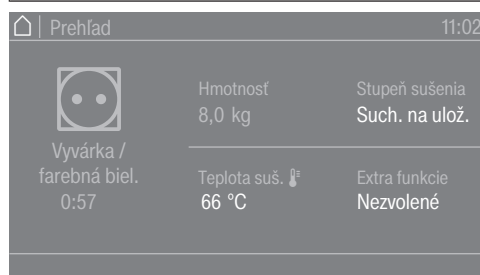 Prehľad
11:02
Vyvárka /
farebná biel.
0:57
Hmotnosť
8,0 kg
Stupeň sušenia
Such. na ulož.
Teplota suš.
66 °C
Extra funkcie
Nezvolené